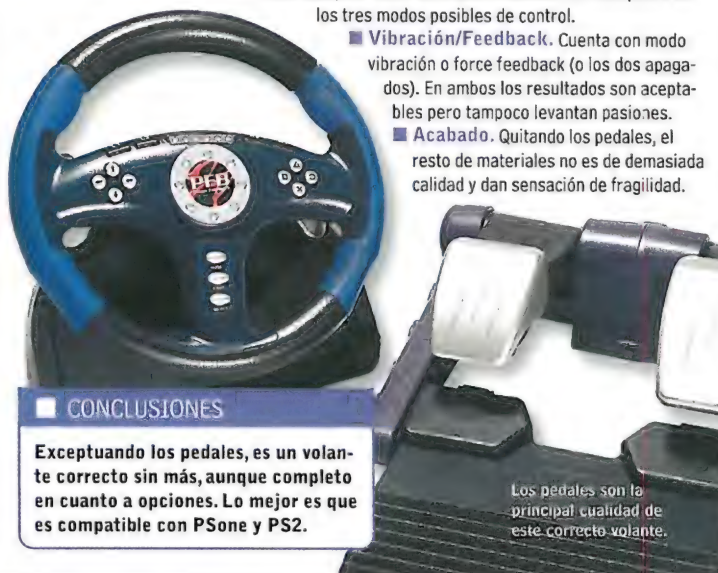 los tres modos posibles de control.
■ Vibración/Feedback. Cuenta con modo
vibración o force feedback (o los dos apaga-
dos). En ambos los resultados son acepta-
bles pero tampoco levantan pasiones.
■ Acabado. Quitando los pedales, el
resto de materiales no es de demasiada
calidad y dan sensación de fragilidad.
CONCLUSIONES
Exceptuando los pedales, es un volan-
te correcto sin más, aunque completo
en cuanto a opciones. Lo mejor es que
es compatible con PSone y PS2.
Los pedales son la
principal cualidad de
este correcto volante.